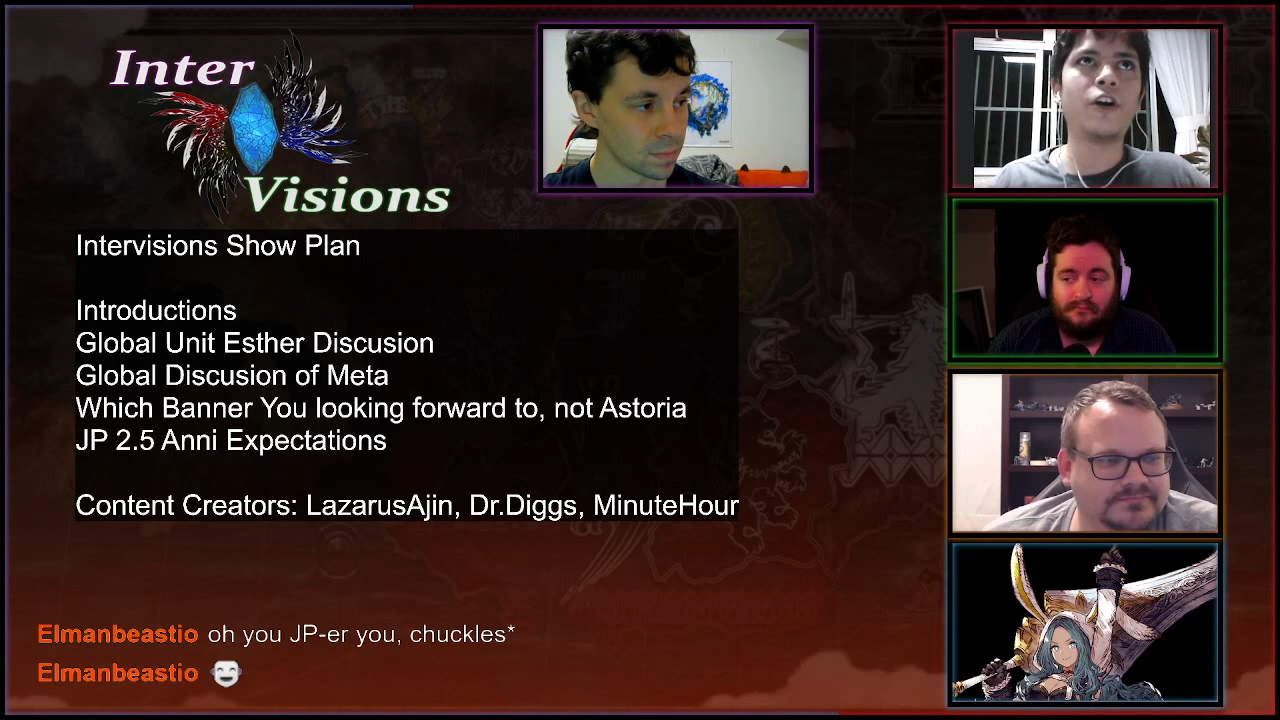 Inter
Visions
Intervisions Show Plan
Introductions
Global Unit Esther Discusion
Global Discusion of Meta
Which Banner You looking forward to, not Astoria
JP 2.5 Anni Expectations
Content Creators: LazarusAjin, Dr.Diggs, MinuteHour
Elmanbeastio oh you JP-er you, chuckles*
Elmanbeastio